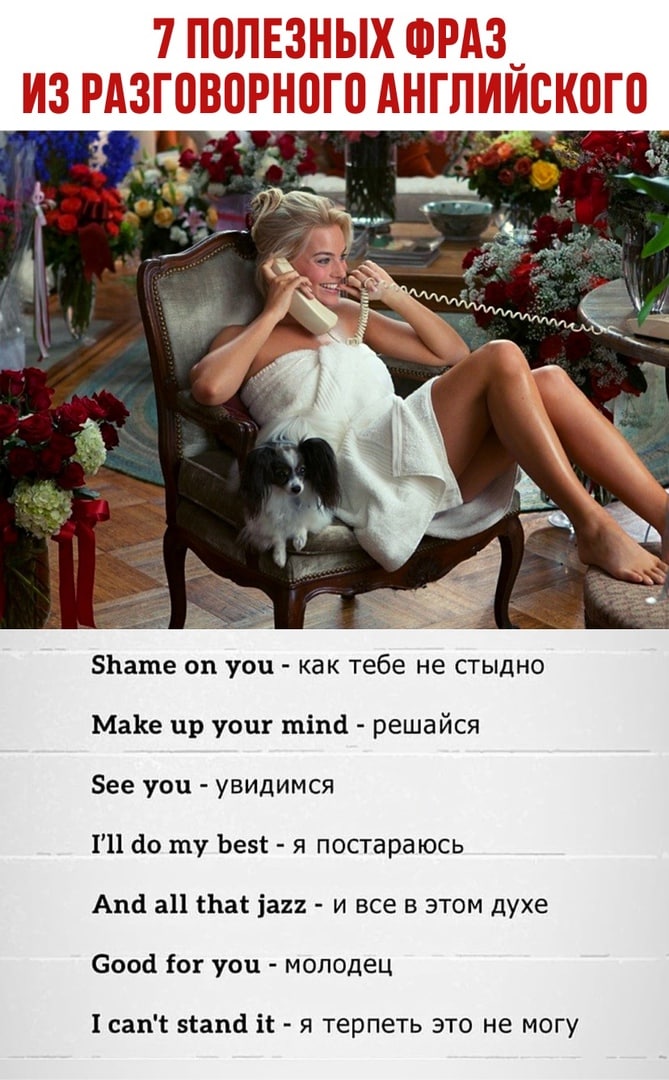 7 ПОЛЕЗНЫХ ФРАЗ
ИЗ РАЗГОВОРНОГО АНГЛИЙСКОГО
Shame on you - как тебе не стыдно
Make up your mind - решайся
See you - увидимся
I'll do my best - я постараюсь
And all that jazz - и все в этом духе
Good for you - молодец
I can't stand it - я терпеть это не могу